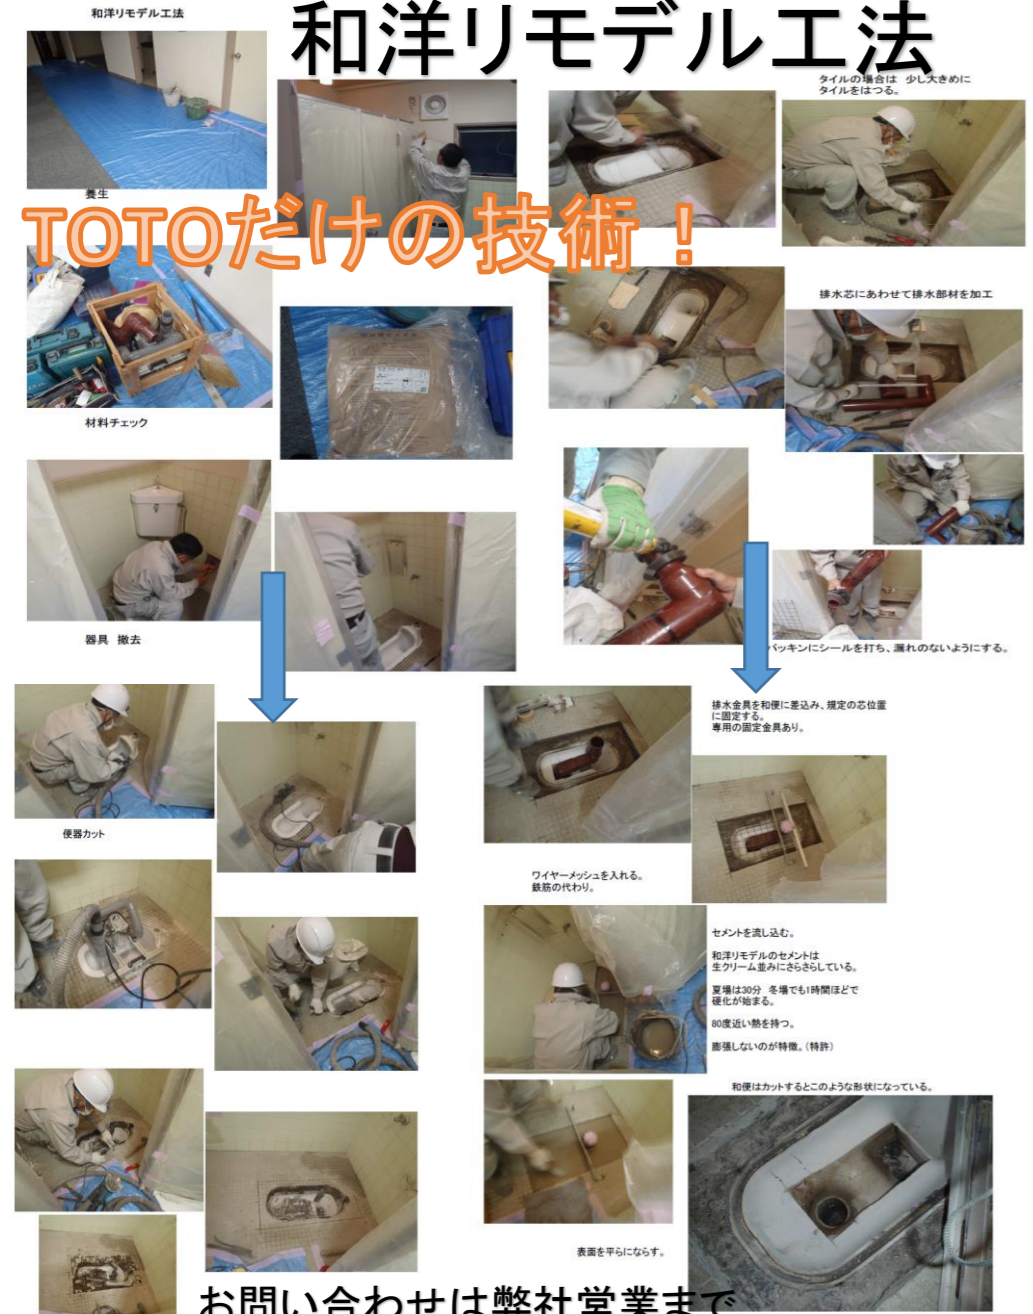 和洋リモデル工法
和洋リモデル工法
養生
TOTOだけの技術！
材料チェック
器具 撤去
便器カット
タイルの場合は 少し大きめに
タイルをはつる。
排水芯にあわせて排水部材を加工
パッキンにシールを打ち、漏れのないようにする。
排水金具を和便に差込み、規定の芯位置
に固定する。
専用の固定金具あり。
ワイヤーメッシュを入れる。
鉄筋の代わり。
セメントを流し込む。
和洋リモデルのセメントは
生クリーム並みにさらさらしている。
夏場は30分 冬場でも1時間ほどで
硬化が始まる。
80度近い熱を持つ。
膨張しないのが特徴。（特許）
和便はカットするとこのような形状になっている。
表面を平らにならす。
お問い合わせは弊社営業まで